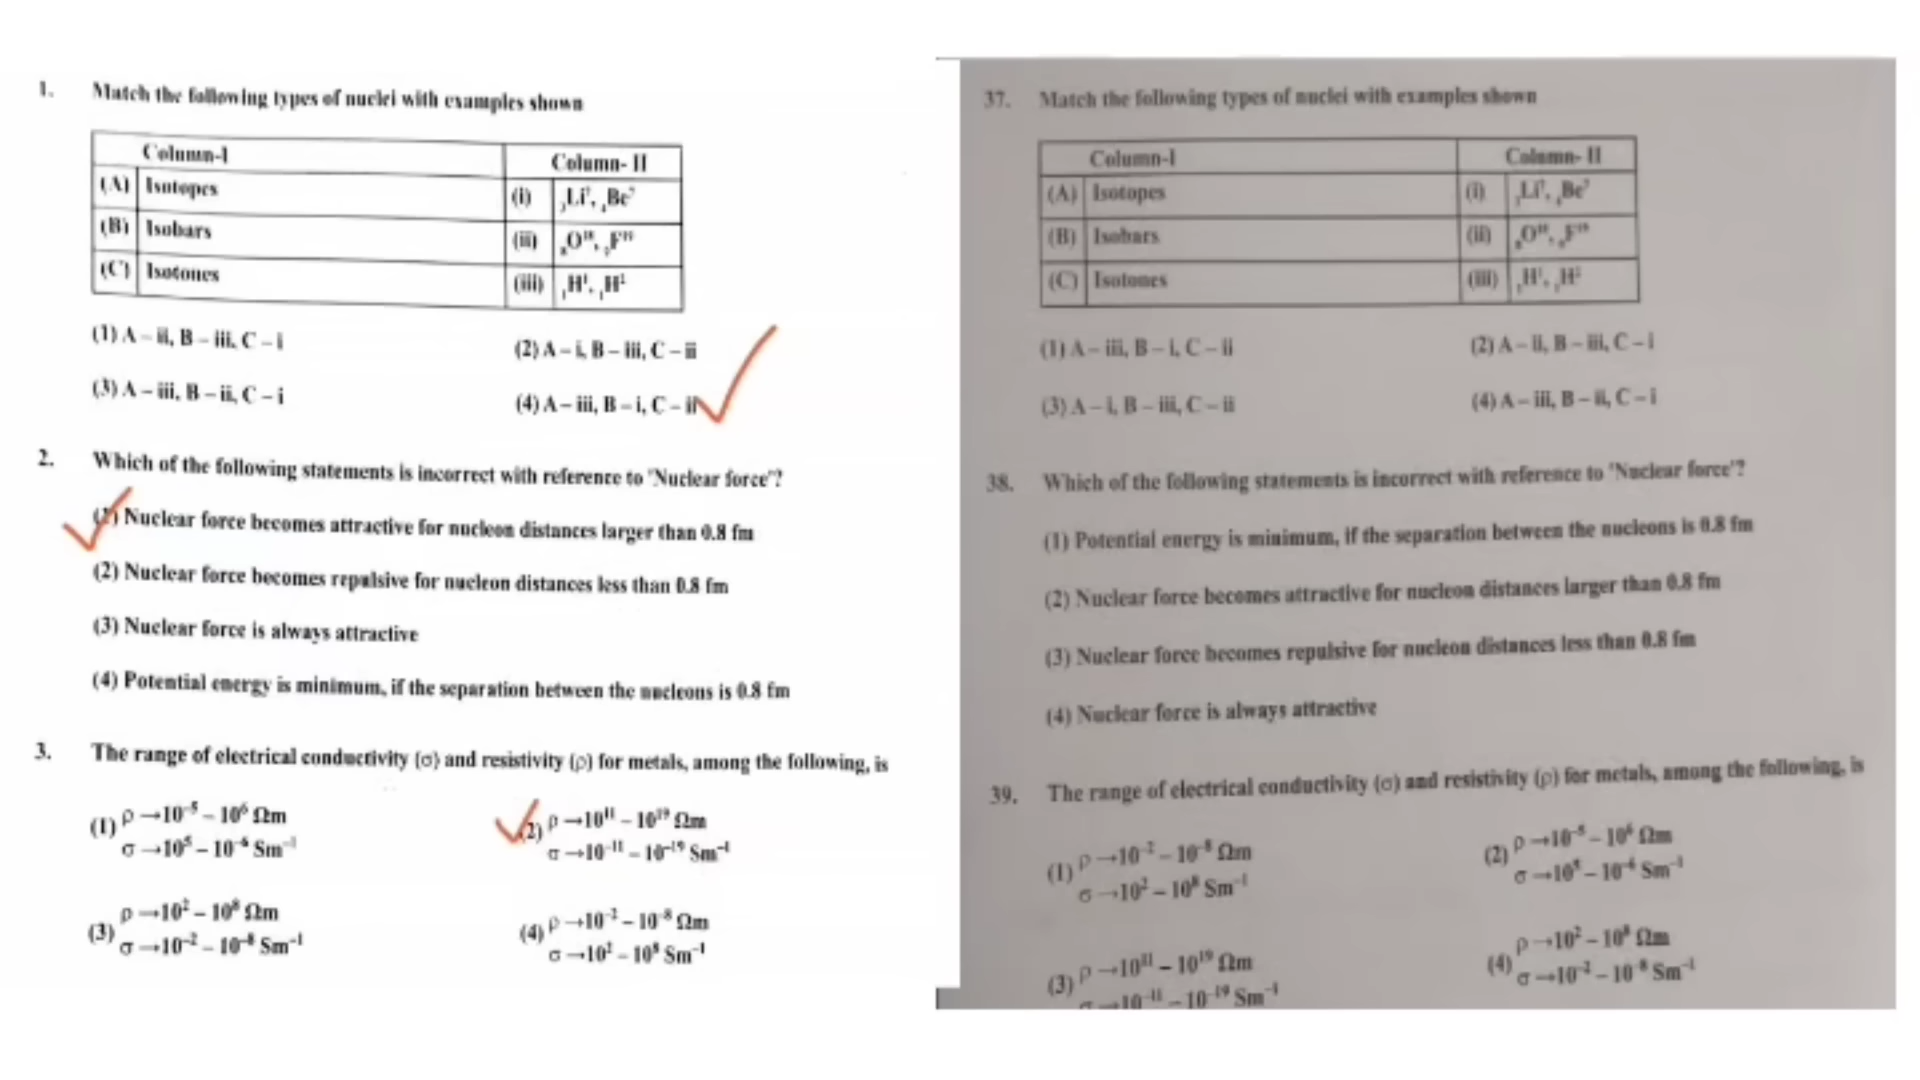 1. Match the following types of nuclei with examples shown
Column-I Column- II
(A) Isotopes (i) ₃Li⁷, ₄Be⁷
(B) Isobars (ii) ₈O¹⁸, ₉F¹⁹
(C) Isotones (iii) ₁H¹, ₁H²
(1) A – ii, B – iii, C – i (2) A – i, B – iii, C – ii
(3) A – iii, B – ii, C – i (4) A – iii, B – i, C – ii
2. Which of the following statements is incorrect with reference to 'Nuclear force'?
(1) Nuclear force becomes attractive for nucleon distances larger than 0.8 fm
(2) Nuclear force becomes repulsive for nucleon distances less than 0.8 fm
(3) Nuclear force is always attractive
(4) Potential energy is minimum, if the separation between the nucleons is 0.8 fm
3. The range of electrical conductivity (σ) and resistivity (ρ) for metals, among the following, is
(1) ρ →10⁻⁵ – 10⁶ Ωm
σ →10⁵ – 10⁻⁶ Sm⁻¹
(2) ρ →10¹¹ – 10¹⁹ Ωm
σ →10⁻¹¹ – 10⁻¹⁹ Sm⁻¹
(3) ρ →10² – 10⁸ Ωm
σ →10⁻² – 10⁻⁸ Sm⁻¹
(4) ρ →10⁻² – 10⁻⁸ Ωm
σ →10² – 10⁸ Sm⁻¹
37. Match the following types of nuclei with examples shown
Column-I Column- II
(A) Isotopes (i) ₃Li⁷, ₄Be⁷
(B) Isobars (ii) ₈O¹⁸, ₉F¹⁹
(C) Isotones (iii) ₁H¹, ₁H²
(1) A – iii, B – i, C – ii (2) A – ii, B – iii, C – i
(3) A – i, B – iii, C – ii (4) A – iii, B – ii, C – i
38. Which of the following statements is incorrect with reference to 'Nuclear force'?
(1) Potential energy is minimum, if the separation between the nucleons is 0.8 fm
(2) Nuclear force becomes attractive for nucleon distances larger than 0.8 fm
(3) Nuclear force becomes repulsive for nucleon distances less than 0.8 fm
(4) Nuclear force is always attractive
39. The range of electrical conductivity (σ) and resistivity (ρ) for metals, among the following, is
(1) ρ →10⁻² – 10⁻⁸ Ωm
σ →10² – 10⁸ Sm⁻¹
(2) ρ →10⁻⁵ – 10⁶ Ωm
σ →10⁵ – 10⁻⁶ Sm⁻¹
(3) ρ →10¹¹ – 10¹⁹ Ωm
σ →10⁻¹¹ – 10⁻¹⁹ Sm⁻¹
(4) ρ →10² – 10⁸ Ωm
σ →10⁻² – 10⁻⁸ Sm⁻¹